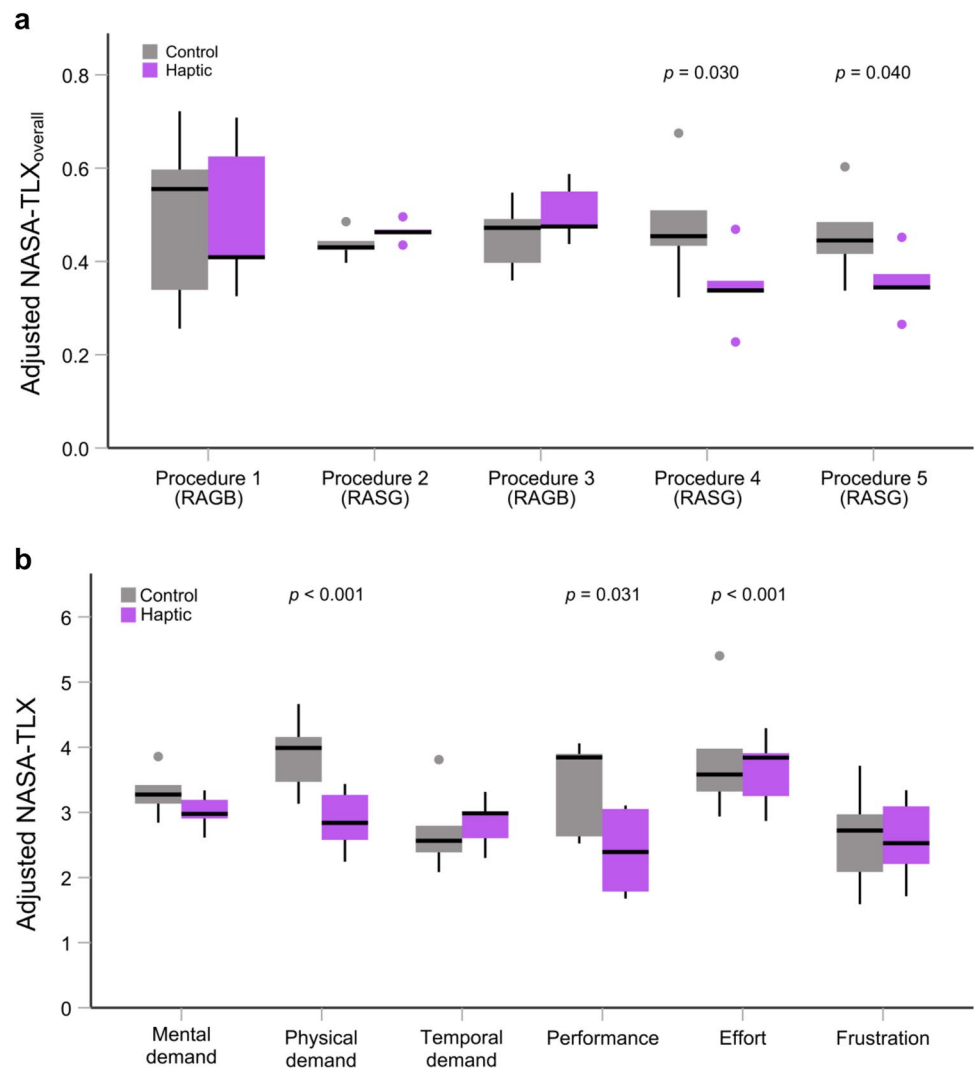 a
Control
Haptic
p = 0.030
p = 0.040
0.8
0.6
0.4
0.2
0.0
Adjusted NASA-TLXoverall
Procedure 1
(RAGB)
Procedure 2
(RASG)
Procedure 3
(RAGB)
Procedure 4
(RASG)
Procedure 5
(RASG)
b
Control
Haptic
p < 0.001
p = 0.031
p < 0.001
6
5
4
3
2
1
0
Adjusted NASA-TLX
Mental
demand
Physical
demand
Temporal
demand
Performance
Effort
Frustration